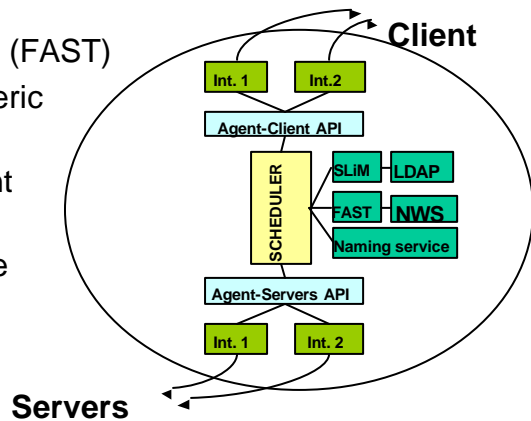 (FAST)
eric
nt
e
Client
Int. 1
Int.2
Agent-Client API
SCHEDULER
SLiM
LDAP
FAST
NWS
Naming service
Agent-Servers API
Int. 1
Int. 2
Servers